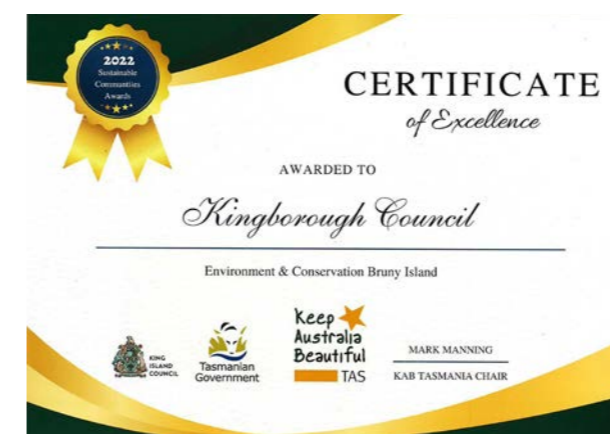 2022
Sustainable
Communities
Awards
CERTIFICATE
of Excellence
AWARDED TO
Kingborough Council
Environment & Conservation Bruny Island
KING
ISLAND
COUNCIL
Tasmanian
Government
Keep
Australia
Beautiful
TAS
MARK MANNING
KAB TASMANIA CHAIR